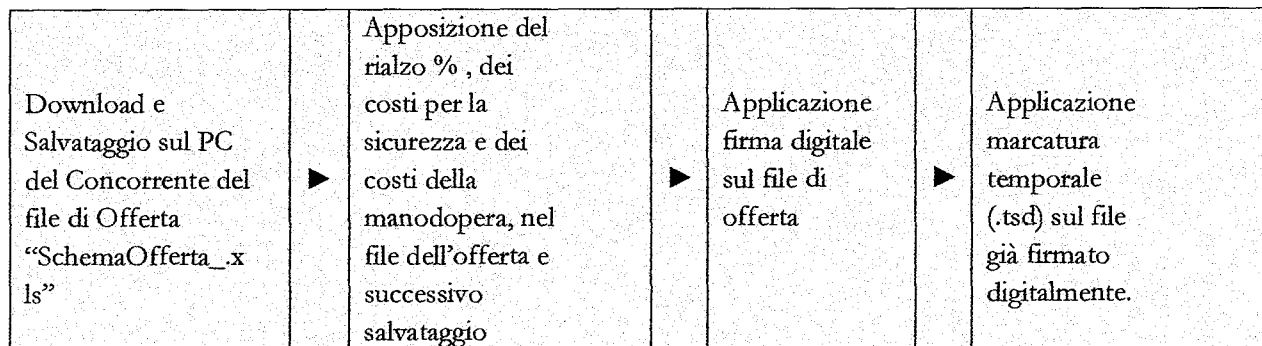 Download e
Salvataggio sul PC
del Concorrente del
file di Offerta
“SchemaOfferta_.x
ls”
►
Apposizione del
rialzo % , dei
costi per la
sicurezza e dei
costi della
manodopera, nel
file dell’offerta e
successivo
salvataggio
►
Applicazione
firma digitale
sul file di
offerta
►
Applicazione
marcatura
temporale
(.tsd) sul file
già firmato
digitalmente.